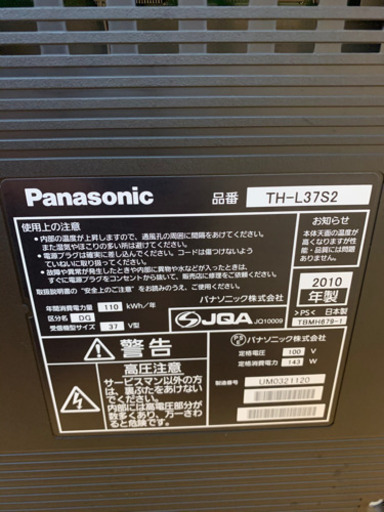 Panasonic
品番 TH-L37S2
使用上の注意
・内部の温度が上昇しますので、通風孔の周囲に間隔をあけてください。
また湿気やほこりの多い所は避けてください。
・電源プラグは確実に差し込んでください。コードは傷つけないよう
ていねいに取り扱ってください。
・故障や異常が発生したときや内部に異物や水などが入ったときは
すぐに電源プラグをコンセントから抜いて、販売店に修理をご依頼ください。
取扱説明書の"安全上のご注意"をお読みのうえ、ご使用ください。
お知らせ
本体天面の温度が
高くなりますが性
能・品質には問題
ありません。
年間消費電力量 110 kWh/年
区分名 DG
受信機型サイズ 37 V型
パナソニック株式会社
JQA JQ10009
2010
年製
>PS< 日本製
TBMH679-1
警告
高圧注意
サービスマン以外の方
は、裏ぶたをあけない
でください。
内部には高電圧部分が
数多くあり、万一さわ
ると危険です。
パナソニック株式会社
定格電圧 100 V
定格消費電力 143 W
製造番号 UM0321120